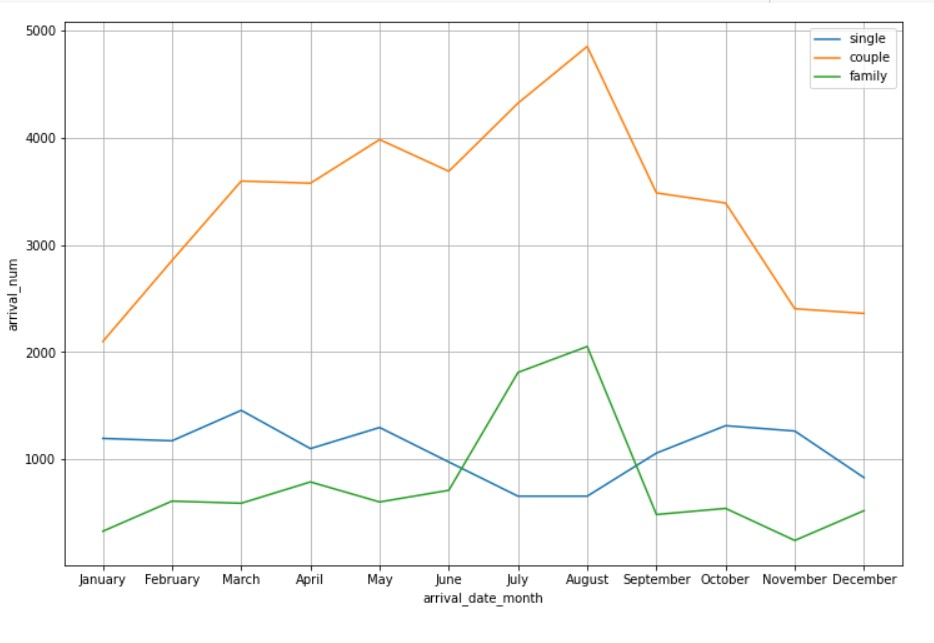 5000
4000
3000
2000
1000
arrival_num
single
couple
family
January February March April May June July August September October November December
arrival_date_month